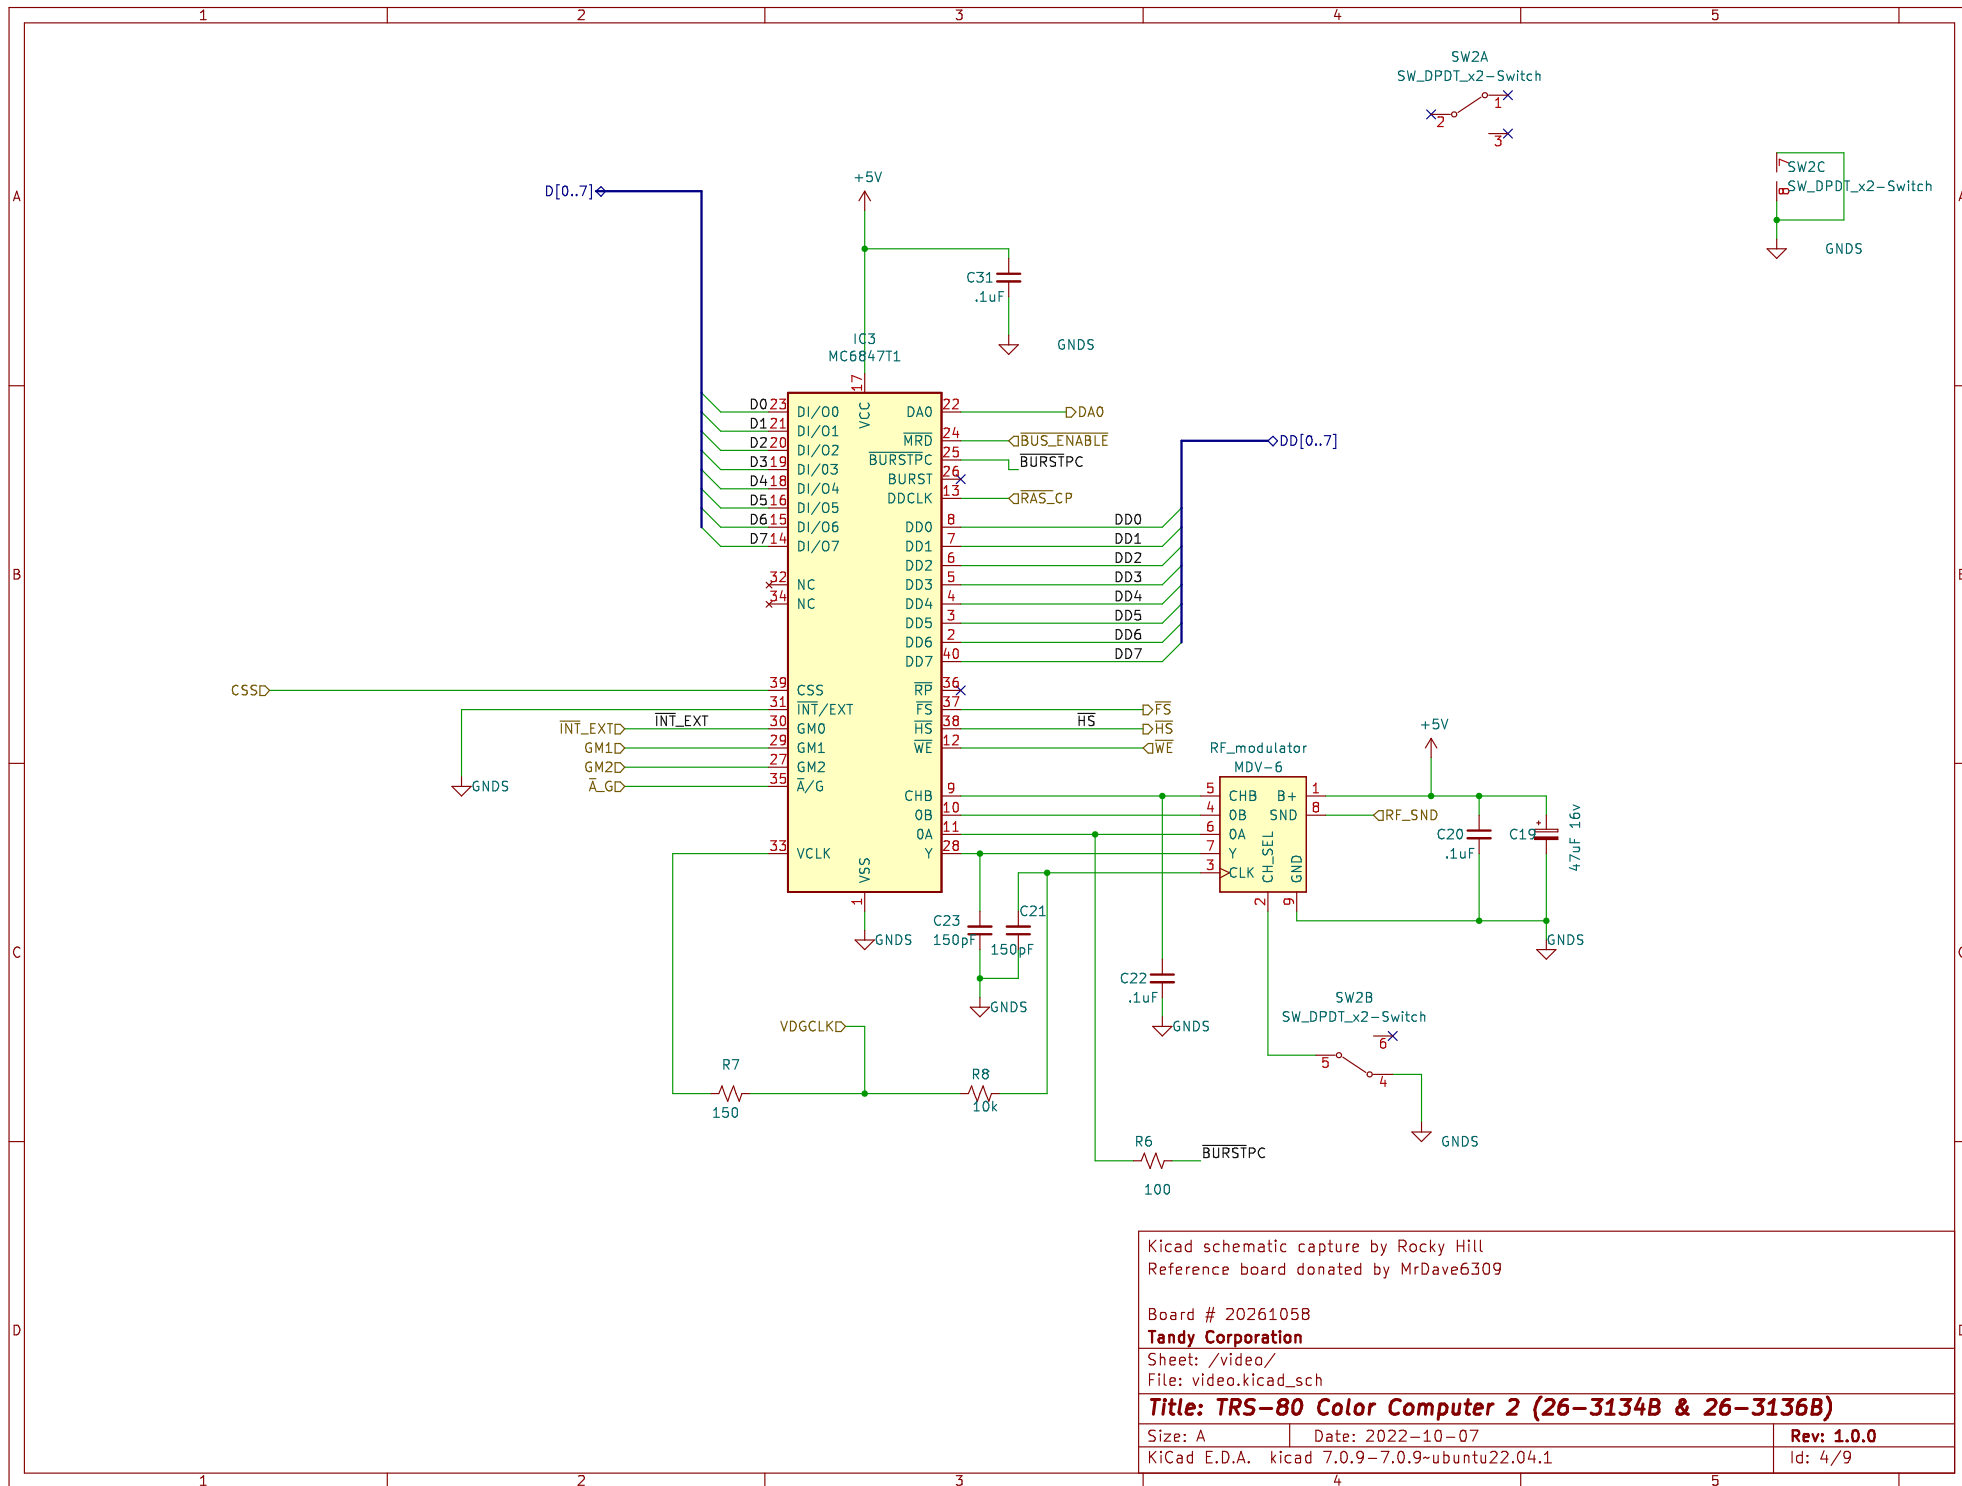 1 2 3 4 5
SW2A
SW_DPDT_x2-Switch
1
2
3
7
SW2C
8
SW_DPDT_x2-Switch
GNDS
A
D[0..7]
+5V
C31
.1uF
GNDS
IC3
MC6847T1
17
VCC
D0 23 DI/O0
D1 21 DI/O1
D2 20 DI/O2
D3 19 DI/03
D4 18 DI/O4
D5 16 DI/O5
D6 15 DI/O6
D7 14 DI/O7
32 NC
34 NC
39 CSS
31 INT/EXT
30 GM0
29 GM1
27 GM2
35 A/G
33 VCLK
CSS
GNDS
INT_EXT
INT_EXT
GM1
GM2
A_G
DA0 22 DA0
MRD 24 BUS_ENABLE
BURSTPC 25 BURSTPC
BURST 26
DDCLK 13 RAS_CP
DD[0..7]
DD0 8 DD0
DD1 7 DD1
DD2 6 DD2
DD3 5 DD3
DD4 4 DD4
DD5 3 DD5
DD6 2 DD6
DD7 40 DD7
RP 36
FS 37 FS
HS 38 HS HS
WE 12 WE
CHB 9
0B 10
0A 11
Y 28
VSS
1
GNDS
B
RF_modulator
MDV-6
5 CHB B+ 1
4 0B SND 8
6 0A
7 Y
3 CLK
CH_SEL
GND
2 9
+5V
RF_SND
C20
.1uF
C19
+
47uF 16v
GNDS
C23
150pF
C21
150pF
GNDS
C
C22
.1uF
GNDS
SW2B
SW_DPDT_x2-Switch
6
5
4
GNDS
VDGCLK
R7
150
R8
10k
R6
100
BURSTPC
D
Kicad schematic capture by Rocky Hill
Reference board donated by MrDave6309
Board # 20261058
Tandy Corporation
Sheet: /video/
File: video.kicad_sch
Title: TRS-80 Color Computer 2 (26-3134B & 26-3136B)
Size: A Date: 2022-10-07 Rev: 1.0.0
KiCad E.D.A. kicad 7.0.9-7.0.9~ubuntu22.04.1 Id: 4/9
1 2 3 4 5